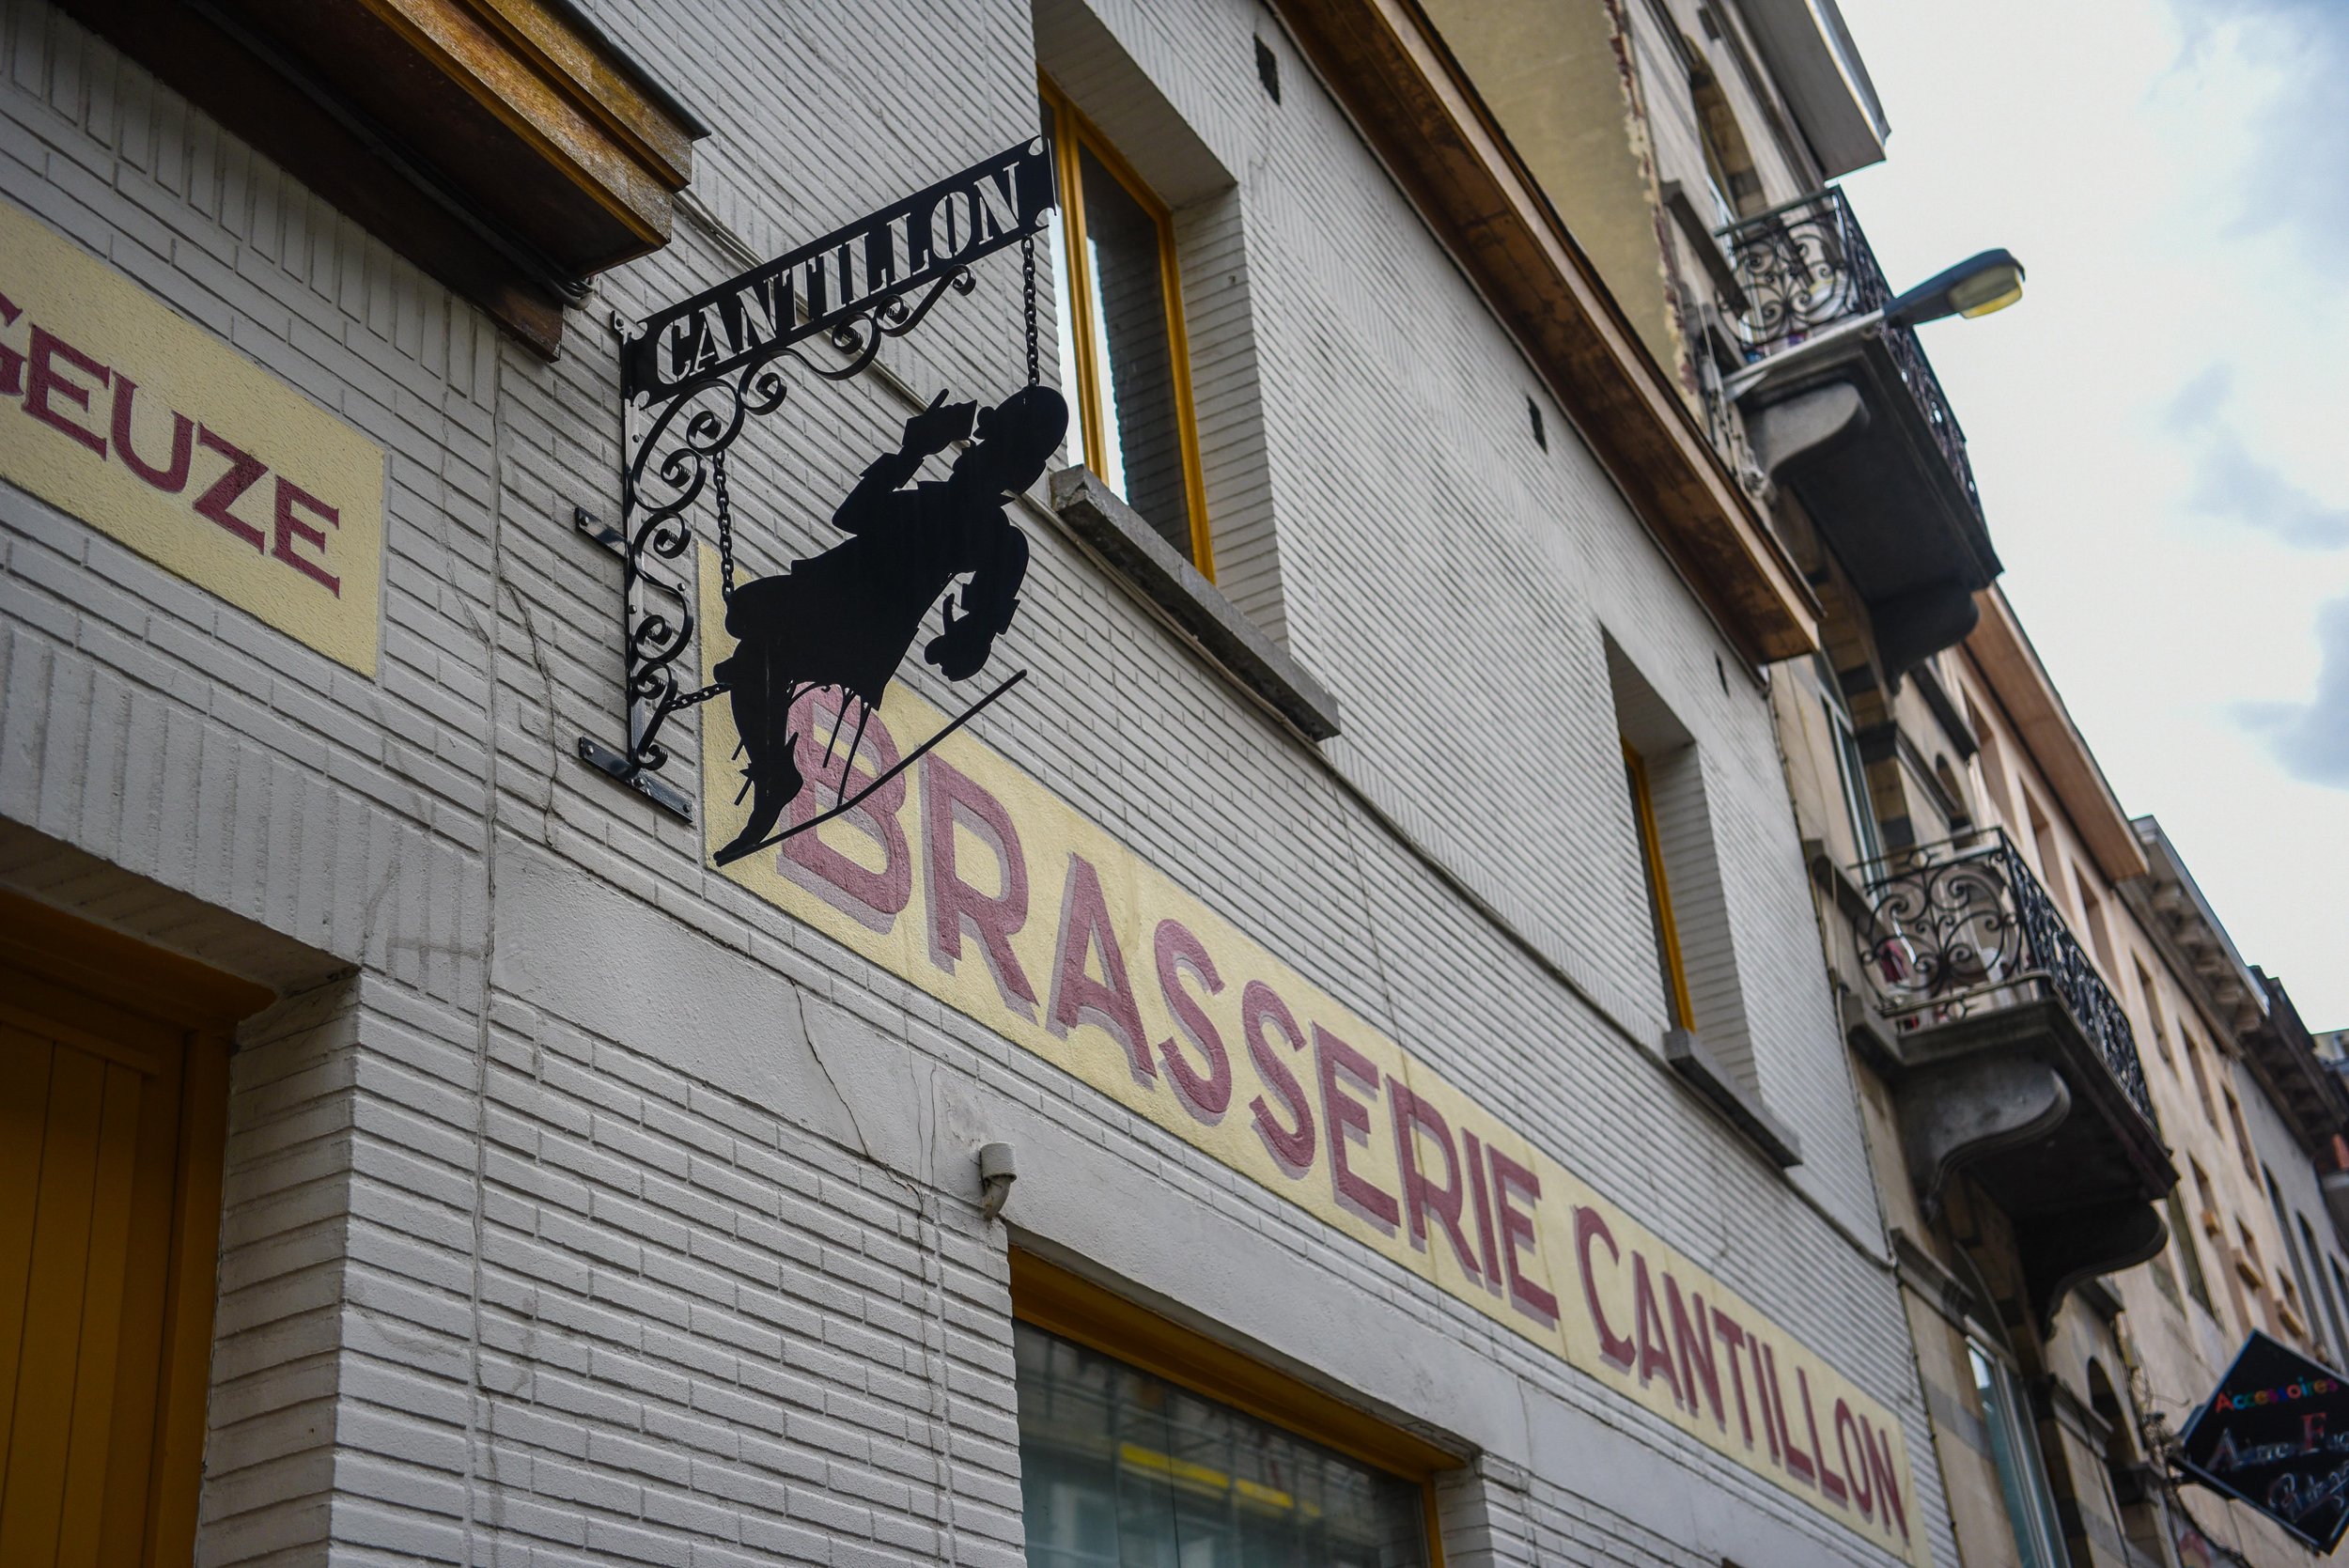 GEUZE
CANTILLON
BRASSERIE CANTILLON
Accessoires